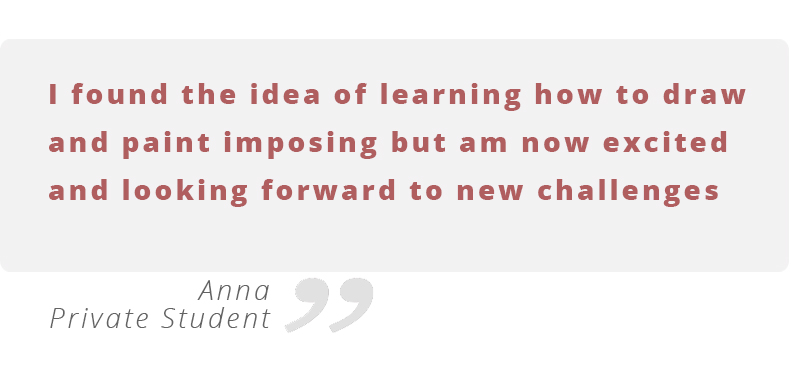 I found the idea of learning how to draw
and paint imposing but am now excited
and looking forward to new challenges
Anna
Private Student
”